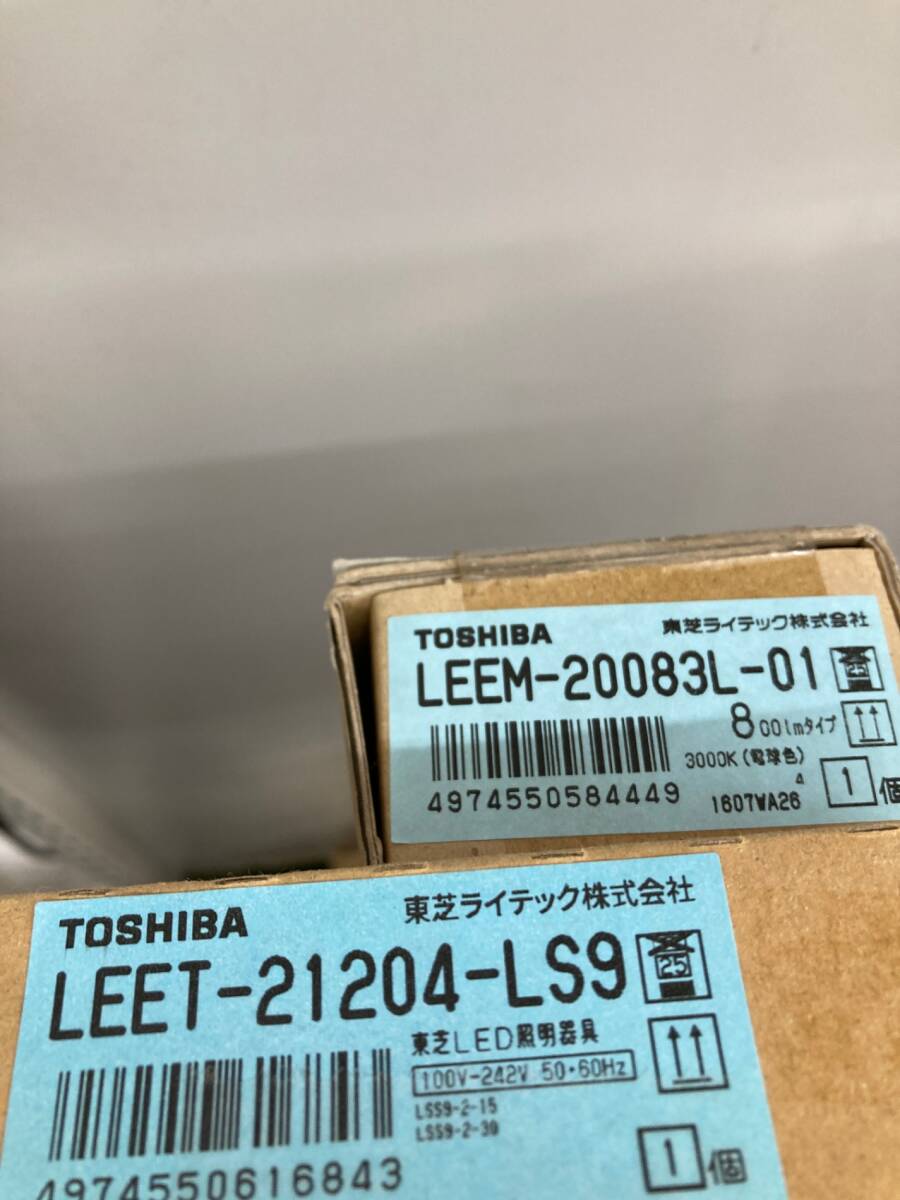 TOSHIBA 東芝ライテック株式会社
LEEM-20083L-01
25
800lmタイプ
3000K(電球色)
4
4974550584449
1607WA26
1個
TOSHIBA 東芝ライテック株式会社
LEET-21204-LS9
25
東芝LED照明器具
100V-242V 50・60Hz
LSS9-2-15
LSS9-2-30
4974550616843
1個